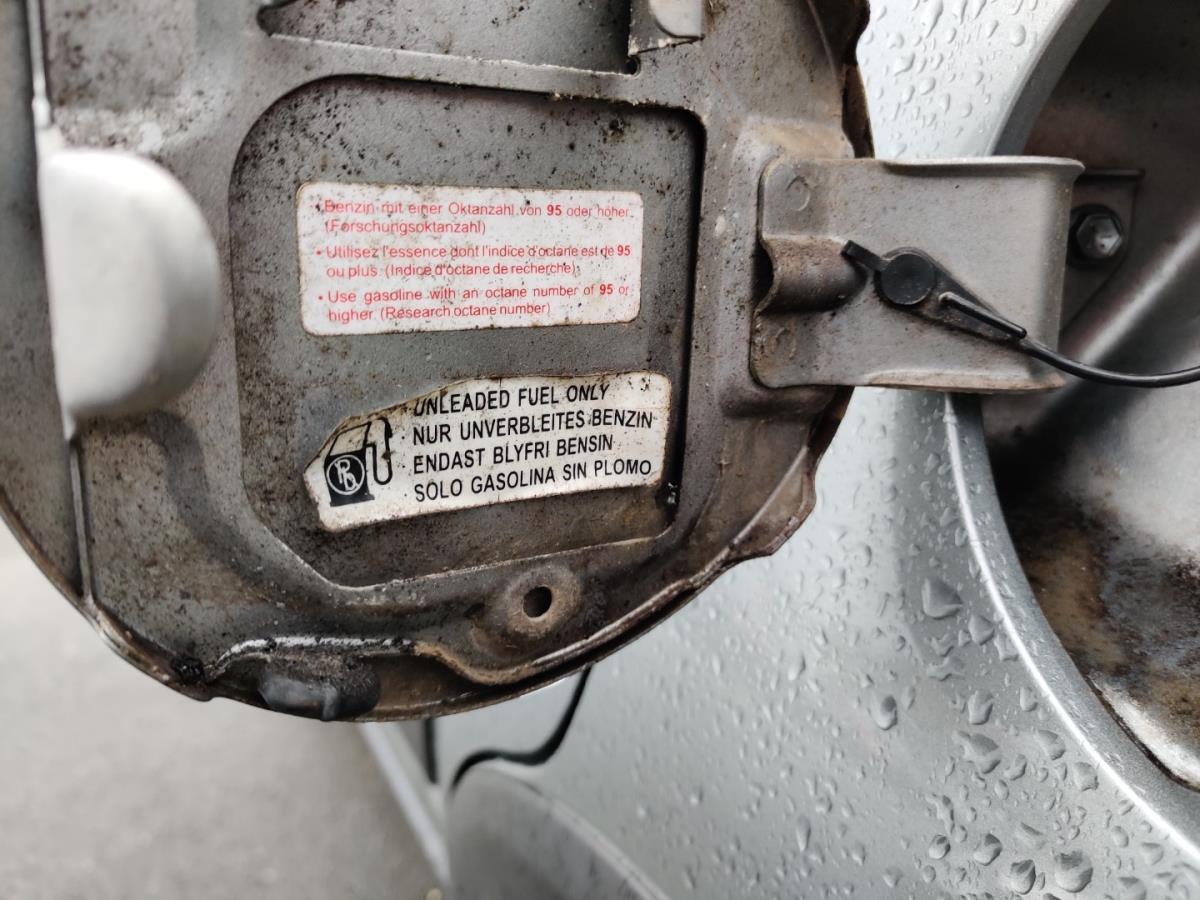 • Benzin mit einer Oktanzahl von 95 oder höher.
(Forschungsoktanzahl)
• Utilisez l'essence dont l'indice d'octane est de 95
ou plus. (Indice d'octane de recherche)
• Use gasoline with an octane number of 95 or
higher. (Research octane number)
UNLEADED FUEL ONLY
NUR UNVERBLEITES BENZIN
ENDAST BLYFRI BENSIN
SOLO GASOLINA SIN PLOMO